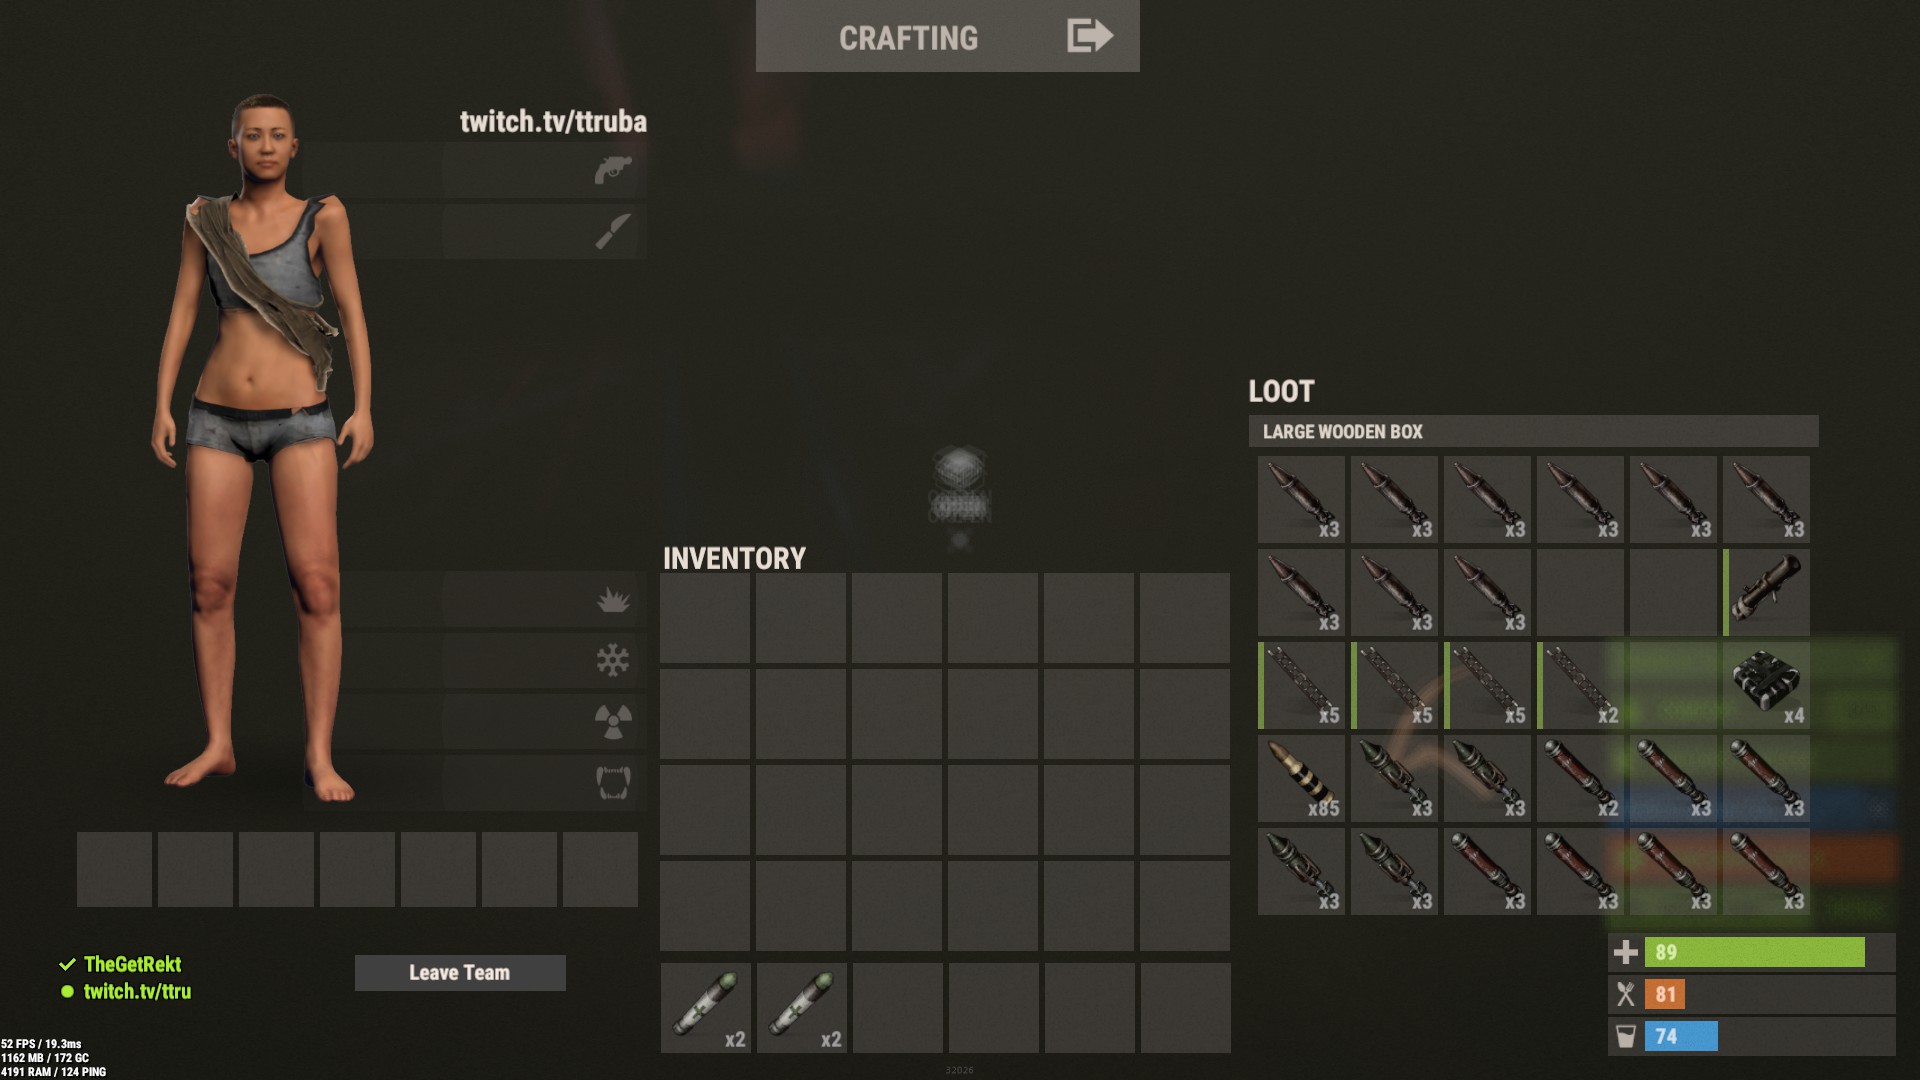 CRAFTING
twitch.tv/ttruba
LOOT
LARGE WOODEN BOX
x3 x3 x3 x3 x3 x3
INVENTORY
x3 x3 x3
x5 x5 x5 x2 x4
x85 x3 x3 x2 x3 x3
x3 x3 x3 x3 x3 x3
TheGetRekt
Leave Team
twitch.tv/ttru
89
81
74
x2 x2
52 FPS / 19.3ms
1162 MB / 172 GC
4191 RAM / 124 PING
32026